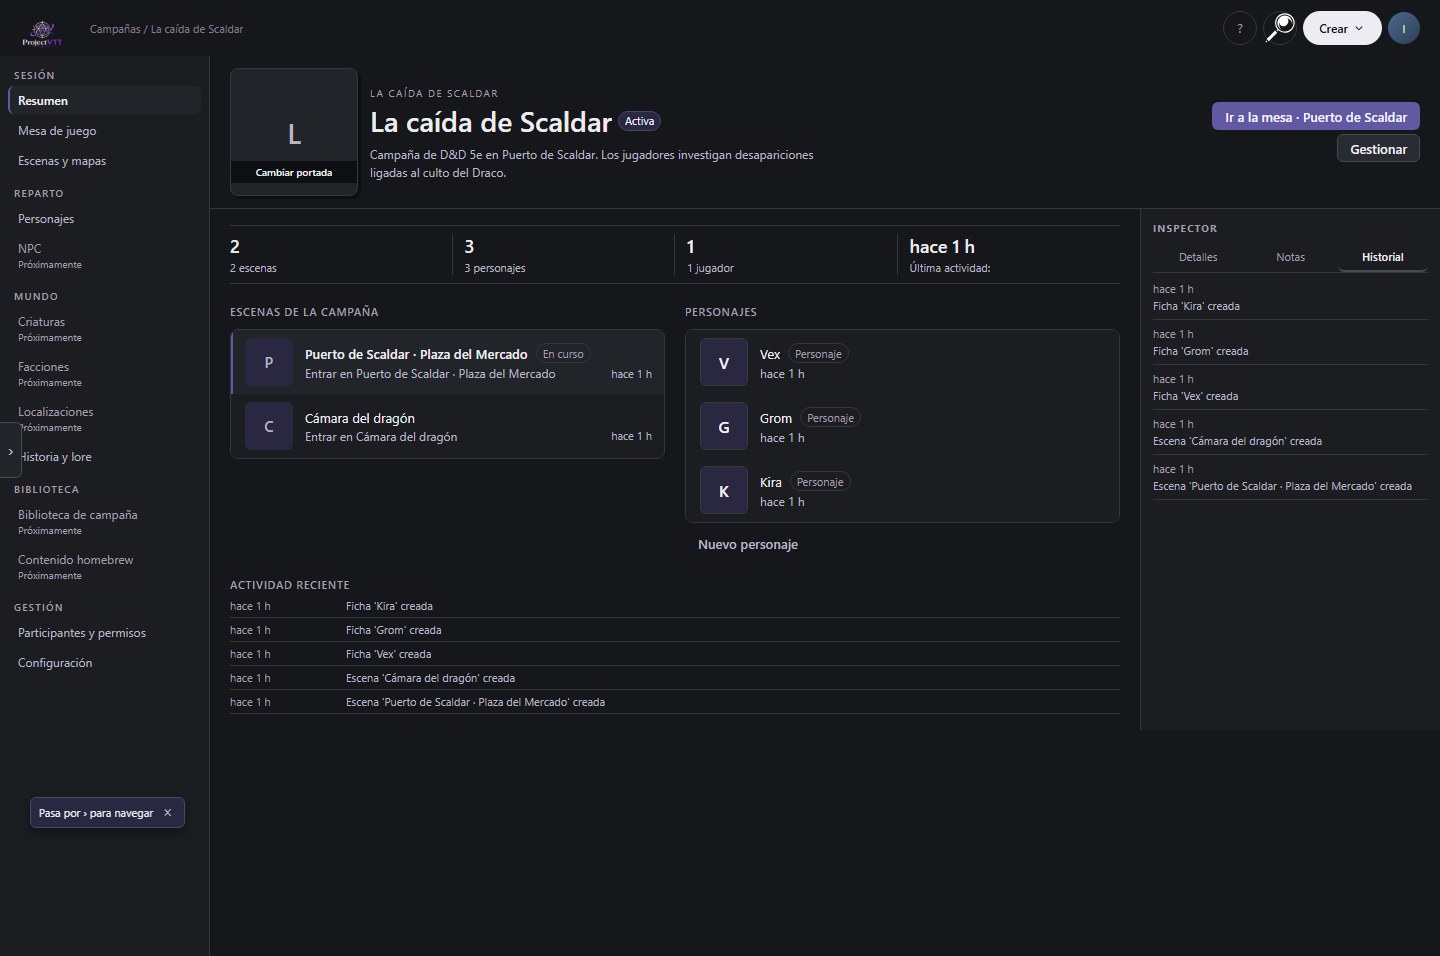 ProjectVTT
Campañas / La caída de Scaldar
?
Crear
I
SESIÓN
Resumen
Mesa de juego
Escenas y mapas
REPARTO
Personajes
NPC
Próximamente
MUNDO
Criaturas
Próximamente
Facciones
Próximamente
Localizaciones
Próximamente
Historia y lore
BIBLIOTECA
Biblioteca de campaña
Próximamente
Contenido homebrew
Próximamente
GESTIÓN
Participantes y permisos
Configuración
Pasa por › para navegar ×
L
Cambiar portada
LA CAÍDA DE SCALDAR
La caída de Scaldar Activa
Campaña de D&D 5e en Puerto de Scaldar. Los jugadores investigan desapariciones
ligadas al culto del Draco.
Ir a la mesa · Puerto de Scaldar
Gestionar
2
2 escenas
3
3 personajes
1
1 jugador
hace 1 h
Última actividad:
ESCENAS DE LA CAMPAÑA
P
Puerto de Scaldar · Plaza del Mercado En curso
Entrar en Puerto de Scaldar · Plaza del Mercado hace 1 h
C
Cámara del dragón
Entrar en Cámara del dragón hace 1 h
PERSONAJES
V
Vex Personaje
hace 1 h
G
Grom Personaje
hace 1 h
K
Kira Personaje
hace 1 h
Nuevo personaje
ACTIVIDAD RECIENTE
hace 1 h Ficha 'Kira' creada
hace 1 h Ficha 'Grom' creada
hace 1 h Ficha 'Vex' creada
hace 1 h Escena 'Cámara del dragón' creada
hace 1 h Escena 'Puerto de Scaldar · Plaza del Mercado' creada
INSPECTOR
Detalles Notas Historial
hace 1 h
Ficha 'Kira' creada
hace 1 h
Ficha 'Grom' creada
hace 1 h
Ficha 'Vex' creada
hace 1 h
Escena 'Cámara del dragón' creada
hace 1 h
Escena 'Puerto de Scaldar · Plaza del Mercado' creada